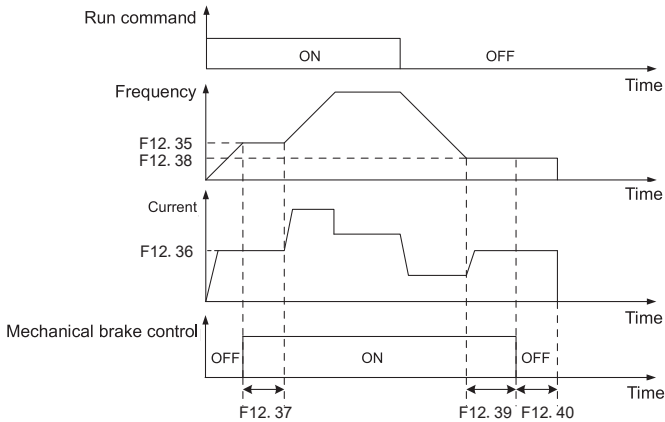 Run command
ON
OFF
Time
Frequency
F12. 35
F12. 38
Time
Current
F12. 36
Time
Mechanical brake control
OFF
ON
OFF
Time
F12. 37
F12. 39
F12. 40